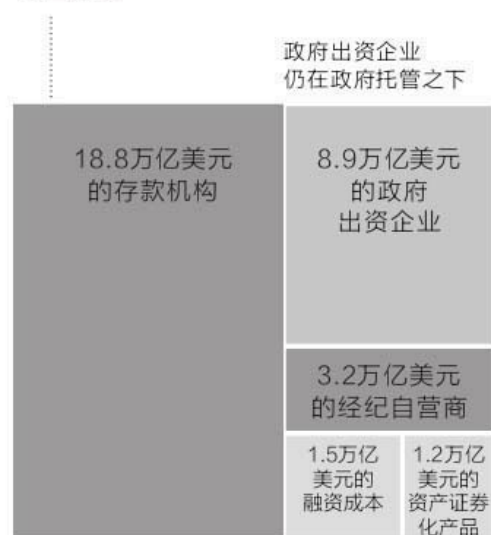 政府出资企业
仍在政府托管之下
18.8万亿美元
的存款机构
8.9万亿美元
的政府
出资企业
3.2万亿美元
的经纪自营商
1.5万亿
美元的
融资成本
1.2万亿
美元的
资产证券
化产品